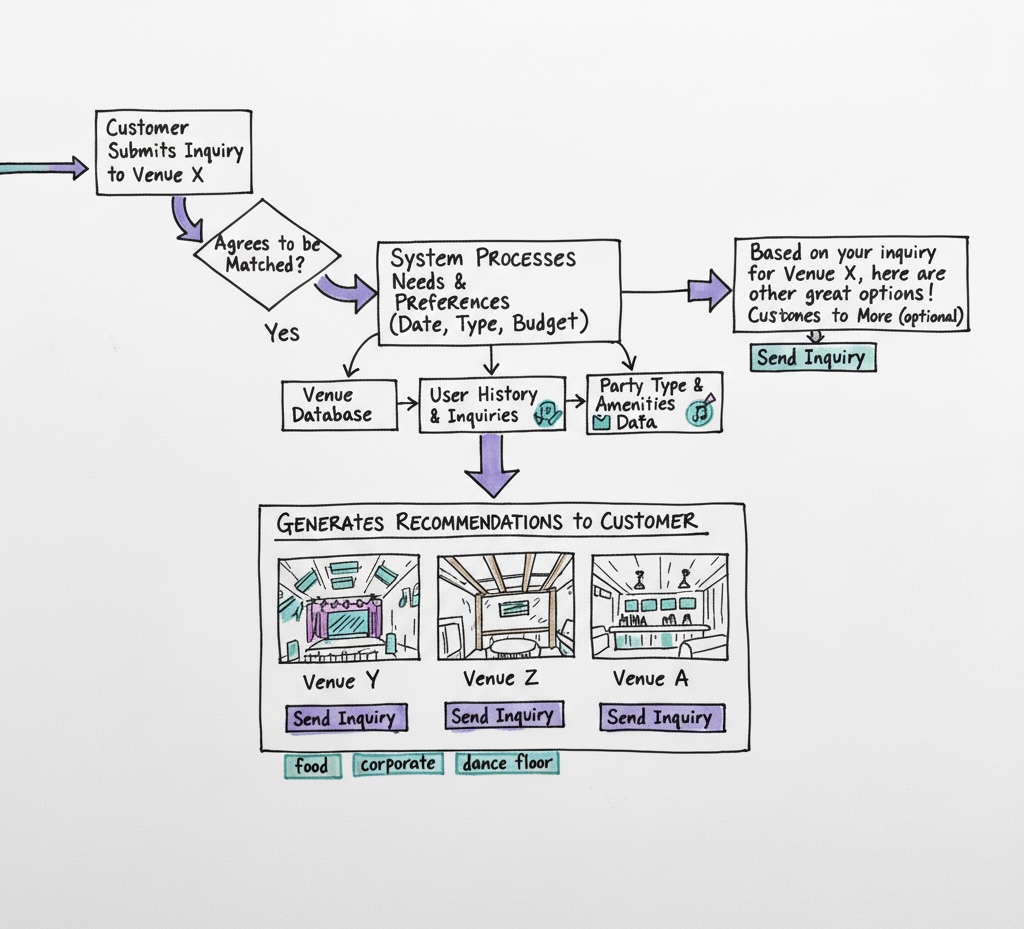 Customer
Submits Inquiry
to Venue X
Agrees to be
Matched?
Yes
System Processes
Needs &
Preferences
(Date, Type, Budget)
Based on your inquiry
for Venue X, here are
other great options!
to More (optional)
Send Inquiry
Venue
Database
User History
& Inquiries
Party Type &
Amenities
Data
Generates Recommendations to Customer
Venue Y
Venue Z
Venue A
Send Inquiry
Send Inquiry
Send Inquiry
food
corporate
dance floor